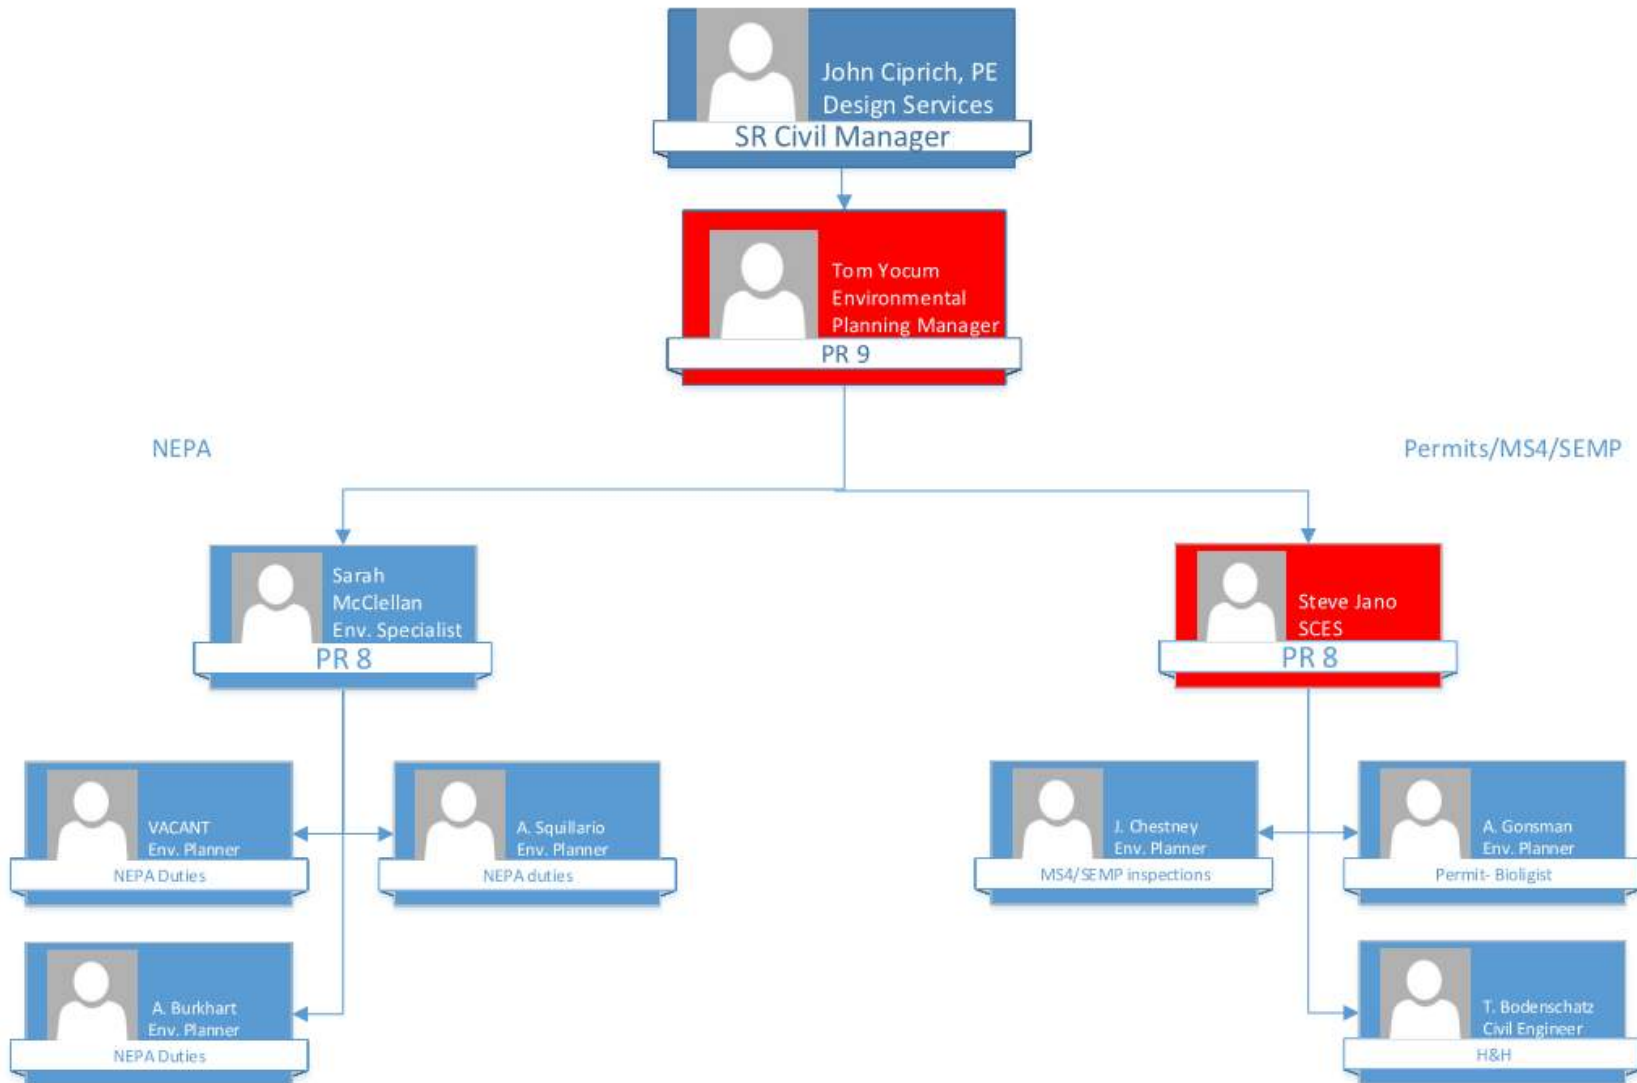 John Ciprich, PE
Design Services
SR Civil Manager
Tom Yocum
Environmental
Planning Manager
PR 9
NEPA
Permits/MS4/SEMP
Sarah
McClellan
Env. Specialist
PR 8
Steve Jano
SCES
PR 8
VACANT
Env. Planner
NEPA Duties
A. Squillario
Env. Planner
NEPA duties
J. Chestney
Env. Planner
MS4/SEMP inspections
A. Gonsman
Env. Planner
Permit- Bioligist
A. Burkhart
Env. Planner
NEPA Duties
T. Bodenschatz
Civil Engineer
H&H